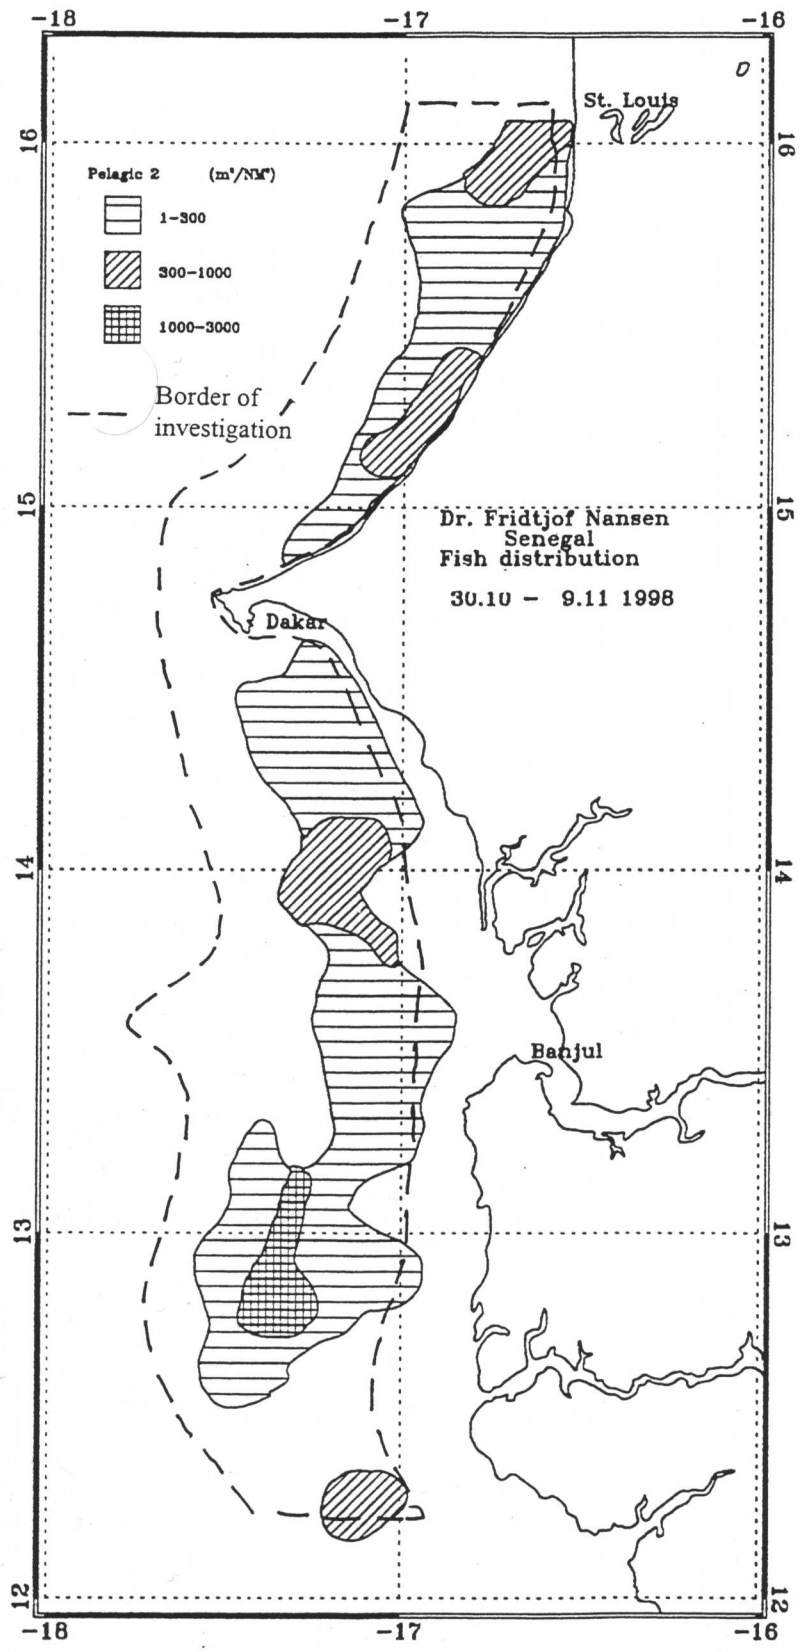 -18 -17 -16
St. Louis
16 16
Pelagic 2 (m²/NM²)
1-300
300-1000
1000-3000
Border of
investigation
15 15
Dr. Fridtjof Nansen
Senegal
Fish distribution
30.10 - 9.11 1998
Dakar
14 14
Banjul
13 13
12 12
-18 -17 -16